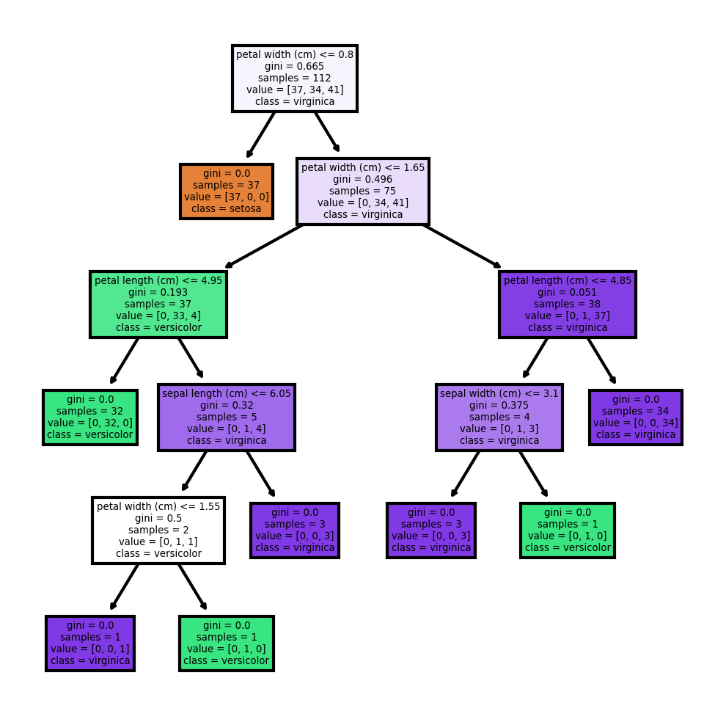 petal width (cm) <= 0.8
gini = 0.665
samples = 112
value = [37, 34, 41]
class = virginica
gini = 0.0
samples = 37
value = [37, 0, 0]
class = setosa
petal width (cm) <= 1.65
gini = 0.496
samples = 75
value = [0, 34, 41]
class = virginica
petal length (cm) <= 4.95
gini = 0.193
samples = 37
value = [0, 33, 4]
class = versicolor
petal length (cm) <= 4.85
gini = 0.051
samples = 38
value = [0, 1, 37]
class = virginica
gini = 0.0
samples = 32
value = [0, 32, 0]
class = versicolor
sepal length (cm) <= 6.05
gini = 0.32
samples = 5
value = [0, 1, 4]
class = virginica
sepal width (cm) <= 3.1
gini = 0.375
samples = 4
value = [0, 1, 3]
class = virginica
gini = 0.0
samples = 34
value = [0, 0, 34]
class = virginica
petal width (cm) <= 1.55
gini = 0.5
samples = 2
value = [0, 1, 1]
class = versicolor
gini = 0.0
samples = 3
value = [0, 0, 3]
class = virginica
gini = 0.0
samples = 3
value = [0, 0, 3]
class = virginica
gini = 0.0
samples = 1
value = [0, 1, 0]
class = versicolor
gini = 0.0
samples = 1
value = [0, 0, 1]
class = virginica
gini = 0.0
samples = 1
value = [0, 1, 0]
class = versicolor